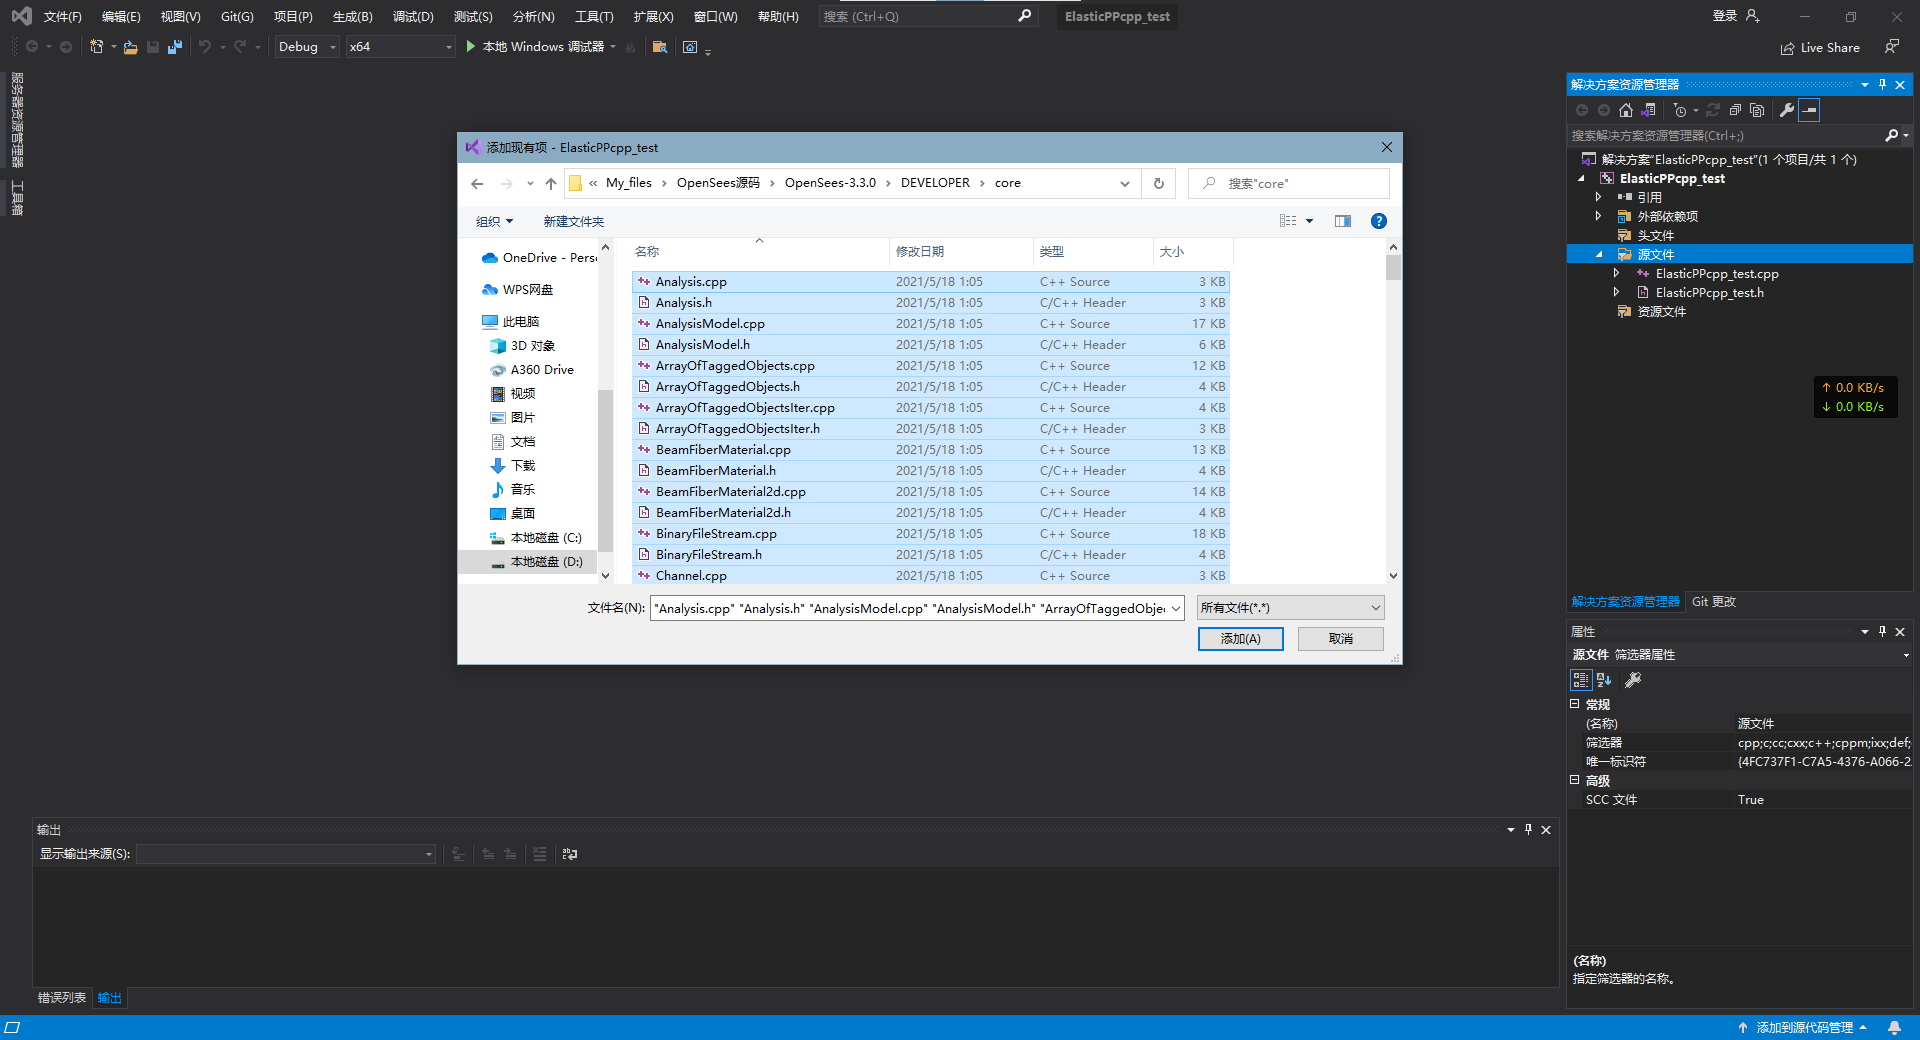 文件(F) 编辑(E) 视图(V) Git(G) 项目(P) 生成(B) 调试(D) 测试(S) 分析(N) 工具(T) 扩展(X) 窗口(W) 帮助(H) 搜索 (Ctrl+Q) ElasticPPcpp_test 登录
Debug x64 本地 Windows 调试器 Live Share
服务器资源管理器
工具箱
添加现有项 - ElasticPPcpp_test
« My_files › OpenSees源码 › OpenSees-3.3.0 › DEVELOPER › core 搜索"core"
组织 新建文件夹
OneDrive - Pers
WPS网盘
此电脑
3D 对象
A360 Drive
视频
图片
文档
下载
音乐
桌面
本地磁盘 (C:)
本地磁盘 (D:)
名称 修改日期 类型 大小
Analysis.cpp 2021/5/18 1:05 C++ Source 3 KB
Analysis.h 2021/5/18 1:05 C/C++ Header 3 KB
AnalysisModel.cpp 2021/5/18 1:05 C++ Source 17 KB
AnalysisModel.h 2021/5/18 1:05 C/C++ Header 6 KB
ArrayOfTaggedObjects.cpp 2021/5/18 1:05 C++ Source 12 KB
ArrayOfTaggedObjects.h 2021/5/18 1:05 C/C++ Header 4 KB
ArrayOfTaggedObjectsIter.cpp 2021/5/18 1:05 C++ Source 4 KB
ArrayOfTaggedObjectsIter.h 2021/5/18 1:05 C/C++ Header 3 KB
BeamFiberMaterial.cpp 2021/5/18 1:05 C++ Source 13 KB
BeamFiberMaterial.h 2021/5/18 1:05 C/C++ Header 4 KB
BeamFiberMaterial2d.cpp 2021/5/18 1:05 C++ Source 14 KB
BeamFiberMaterial2d.h 2021/5/18 1:05 C/C++ Header 4 KB
BinaryFileStream.cpp 2021/5/18 1:05 C++ Source 18 KB
BinaryFileStream.h 2021/5/18 1:05 C/C++ Header 4 KB
Channel.cpp 2021/5/18 1:05 C++ Source 3 KB
文件名(N): "Analysis.cpp" "Analysis.h" "AnalysisModel.cpp" "AnalysisModel.h" "ArrayOfTaggedObje 所有文件(*.*)
添加(A) 取消
解决方案资源管理器
搜索解决方案资源管理器(Ctrl+;)
解决方案"ElasticPPcpp_test"(1 个项目/共 1 个)
ElasticPPcpp_test
引用
外部依赖项
头文件
源文件
ElasticPPcpp_test.cpp
ElasticPPcpp_test.h
资源文件
↑ 0.0 KB/s
↓ 0.0 KB/s
解决方案资源管理器 Git 更改
属性
源文件 筛选器属性
常规
(名称) 源文件
筛选器 cpp;c;cc;cxx;c++;cppm;ixx;def;
唯一标识符 {4FC737F1-C7A5-4376-A066-2
高级
SCC 文件 True
(名称)
指定筛选器的名称。
输出
显示输出来源(S):
错误列表 输出
添加到源代码管理